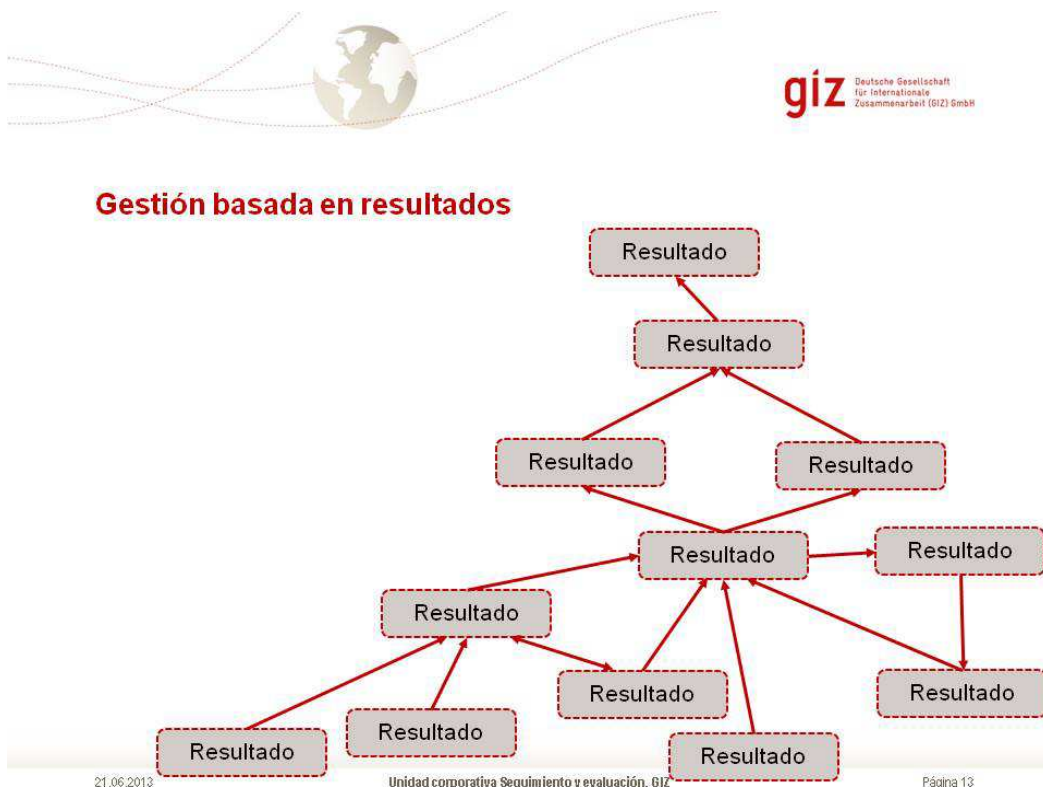 giz
Deutsche Gesellschaft
für Internationale
Zusammenarbeit (GIZ) GmbH
Gestión basada en resultados
Resultado
Resultado
Resultado
Resultado
Resultado
Resultado
Resultado
Resultado
Resultado
Resultado
Resultado
Resultado
21.06.2013
Unidad corporativa Seguimiento y evaluación, GIZ
Página 13